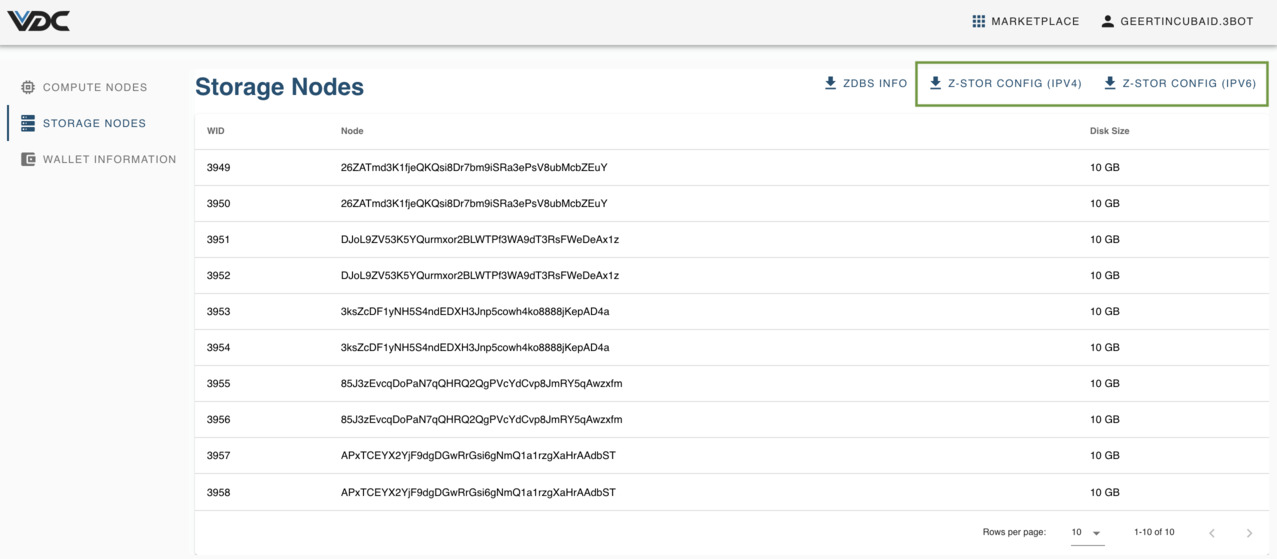 VDC
MARKETPLACE GEERTINCUBAID.3BOT
COMPUTE NODES
STORAGE NODES
WALLET INFORMATION
Storage Nodes
ZDBS INFO Z-STOR CONFIG (IPV4) Z-STOR CONFIG (IPV6)
WID Node Disk Size
3949 26ZATmd3K1fjeQKQsi8Dr7bm9iSRa3ePsV8ubMcbZEuY 10 GB
3950 26ZATmd3K1fjeQKQsi8Dr7bm9iSRa3ePsV8ubMcbZEuY 10 GB
3951 DJoL9ZV53K5YQurmxor2BLWTPf3WA9dT3RsFWeDeAx1z 10 GB
3952 DJoL9ZV53K5YQurmxor2BLWTPf3WA9dT3RsFWeDeAx1z 10 GB
3953 3ksZcDF1yNH5S4ndEDXH3Jnp5cowh4ko8888jKepAD4a 10 GB
3954 3ksZcDF1yNH5S4ndEDXH3Jnp5cowh4ko8888jKepAD4a 10 GB
3955 85J3zEvcqDoPaN7qQHRQ2QgPVcYdCvp8JmRY5qAwzxfm 10 GB
3956 85J3zEvcqDoPaN7qQHRQ2QgPVcYdCvp8JmRY5qAwzxfm 10 GB
3957 APxTCEYX2YjF9dgDGwRrGsi6gNmQ1a1rzgXaHrAAdbST 10 GB
3958 APxTCEYX2YjF9dgDGwRrGsi6gNmQ1a1rzgXaHrAAdbST 10 GB
Rows per page: 10 1-10 of 10